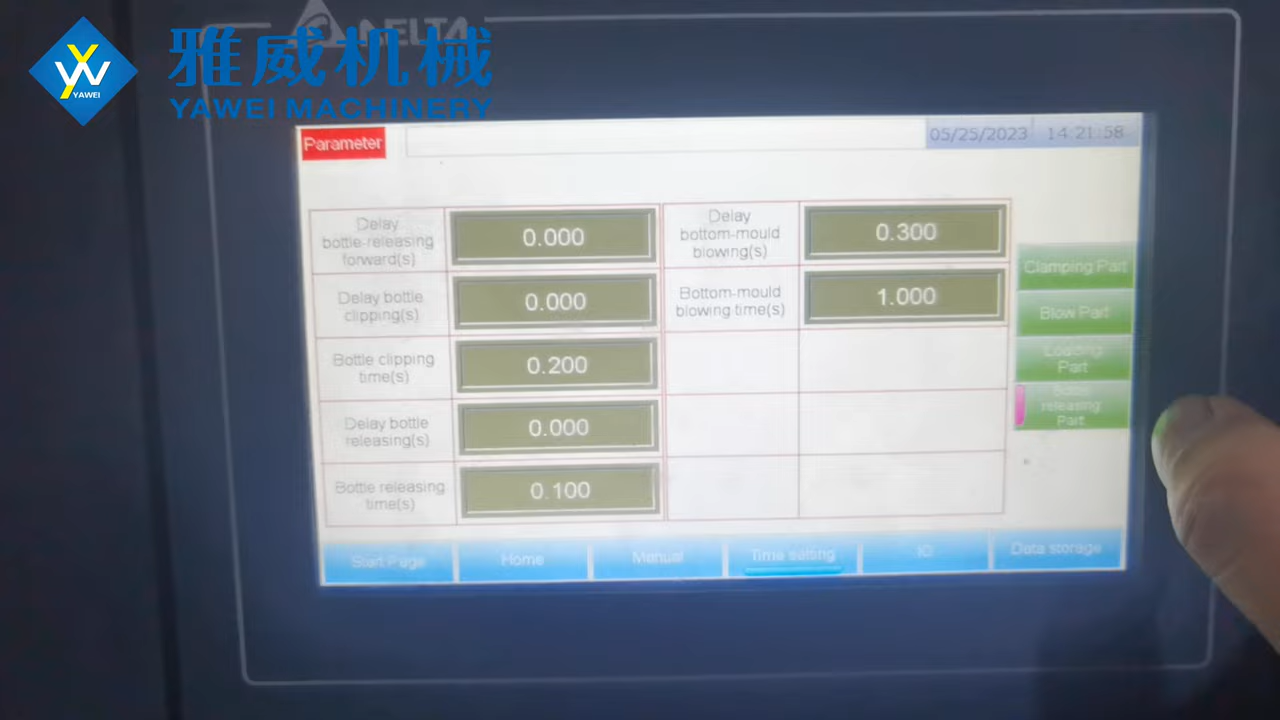 DELTA
雅威机械
YW
YAWEI
YAWEI MACHINERY
Parameter
05/25/2023 14:21:58
Delay
bottle-releasing
forward(s)
0.000
Delay
bottom-mould
blowing(s)
0.300
Delay bottle
clipping(s)
0.000
Bottom-mould
blowing time(s)
1.000
Bottle clipping
time(s)
0.200
Delay bottle
releasing(s)
0.000
Bottle releasing
time(s)
0.100
Clamping Part
Blow Part
Loading
Part
releasing
Part
Start Page
Home
Manual
Time setting
IO
Data storage